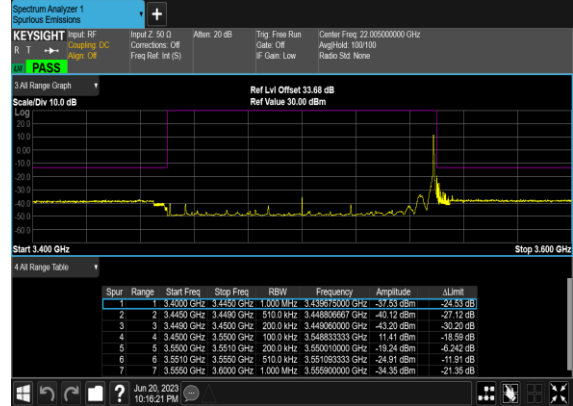 Spectrum Analyzer 1
Spurious Emissions
+
KEYSIGHT Input: RF Input Z: 50 Ω Atten: 20 dB Trig: Free Run Center Freq: 22.005000000 GHz
R T Coupling: DC Corrections: Off Gate: Off Avg|Hold: 100/100
Align: Off Freq Ref: Int (S) IF Gain: Low Radio Std: None
PASS
3 All Range Graph
Ref Lvl Offset 33.68 dB
Scale/Div 10.0 dB Ref Value 30.00 dBm
Log
20.0
10.0
0.00
-10.0
-20.0
-30.0
-40.0
-50.0
-60.0
Start 3.400 GHz Stop 3.600 GHz
4 All Range Table
Spur Range Start Freq Stop Freq RBW Frequency Amplitude ΔLimit
1 1 3.4000 GHz 3.4450 GHz 1.000 MHz 3.439675000 GHz -37.53 dBm -24.53 dB
2 2 3.4450 GHz 3.4490 GHz 510.0 kHz 3.448806667 GHz -40.12 dBm -27.12 dB
3 3 3.4490 GHz 3.4500 GHz 200.0 kHz 3.449060000 GHz -43.20 dBm -30.20 dB
4 4 3.4500 GHz 3.5500 GHz 100.0 kHz 3.548833333 GHz 11.41 dBm -18.59 dB
5 5 3.5500 GHz 3.5510 GHz 200.0 kHz 3.550010000 GHz -19.24 dBm -6.242 dB
6 6 3.5510 GHz 3.5550 GHz 510.0 kHz 3.551093333 GHz -24.91 dBm -11.91 dB
7 7 3.5550 GHz 3.6000 GHz 1.000 MHz 3.555900000 GHz -34.35 dBm -21.35 dB
? Jun 20, 2023
10:16:21 PM